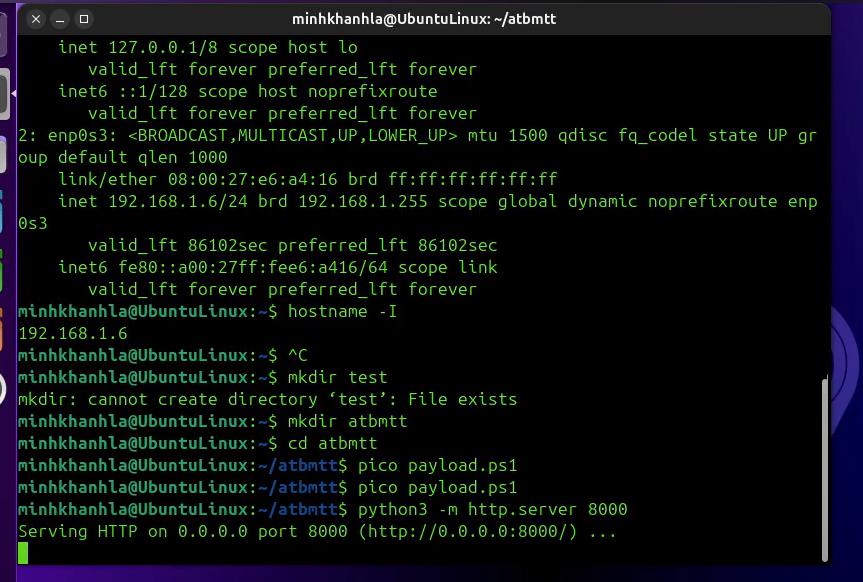 minhkhanhla@UbuntuLinux: ~/atbmtt
inet 127.0.0.1/8 scope host lo
valid_lft forever preferred_lft forever
inet6 ::1/128 scope host noprefixroute
valid_lft forever preferred_lft forever
2: enp0s3: <BROADCAST,MULTICAST,UP,LOWER_UP> mtu 1500 qdisc fq_codel state UP gr
oup default qlen 1000
link/ether 08:00:27:e6:a4:16 brd ff:ff:ff:ff:ff:ff
inet 192.168.1.6/24 brd 192.168.1.255 scope global dynamic noprefixroute enp
0s3
valid_lft 86102sec preferred_lft 86102sec
inet6 fe80::a00:27ff:fee6:a416/64 scope link
valid_lft forever preferred_lft forever
minhkhanhla@UbuntuLinux:~$ hostname -I
192.168.1.6
minhkhanhla@UbuntuLinux:~$ ^C
minhkhanhla@UbuntuLinux:~$ mkdir test
mkdir: cannot create directory ‘test’: File exists
minhkhanhla@UbuntuLinux:~$ mkdir atbmtt
minhkhanhla@UbuntuLinux:~$ cd atbmtt
minhkhanhla@UbuntuLinux:~/atbmtt$ pico payload.ps1
minhkhanhla@UbuntuLinux:~/atbmtt$ pico payload.ps1
minhkhanhla@UbuntuLinux:~/atbmtt$ python3 -m http.server 8000
Serving HTTP on 0.0.0.0 port 8000 (http://0.0.0.0:8000/) ...